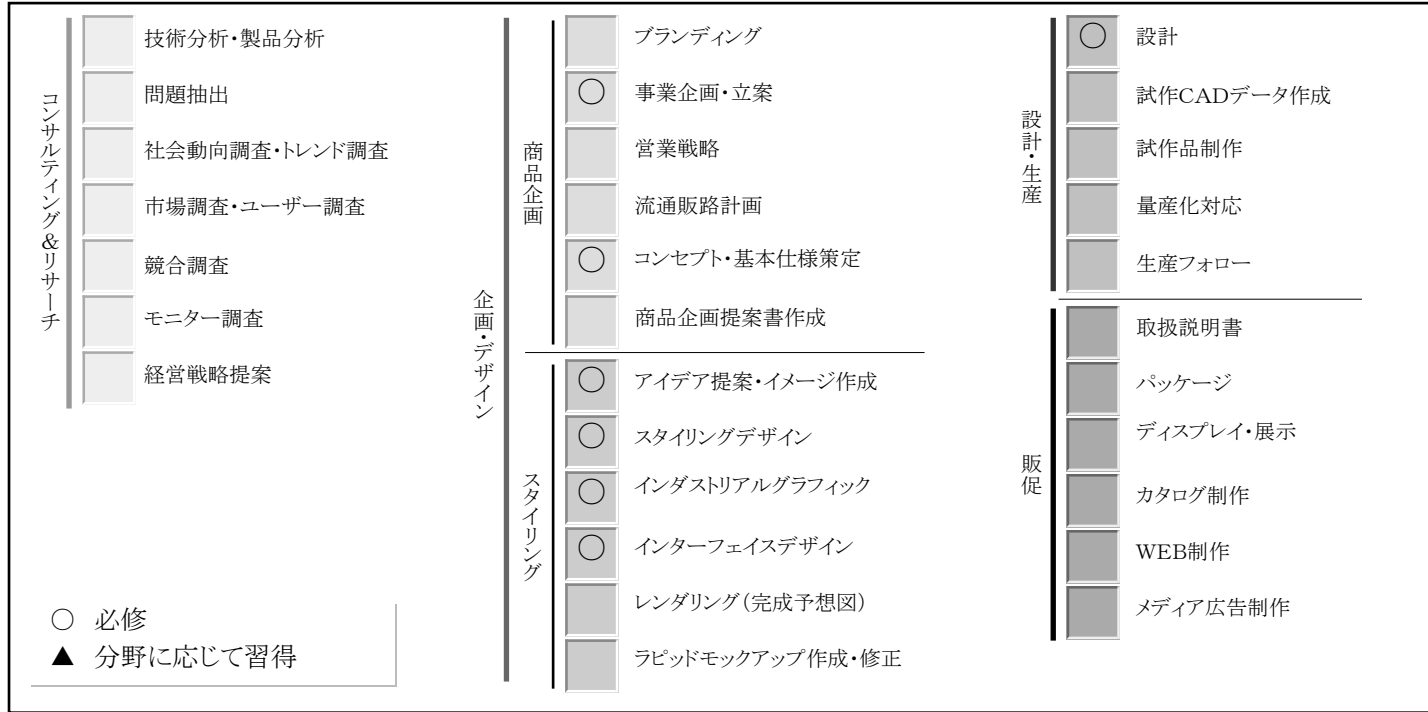 コンサルティング&リサーチ
技術分析・製品分析
問題抽出
社会動向調査・トレンド調査
市場調査・ユーザー調査
競合調査
モニター調査
経営戦略提案
企画・デザイン
商品企画
ブランディング
○ 事業企画・立案
営業戦略
流通販路計画
○ コンセプト・基本仕様策定
商品企画提案書作成
スタイリング
○ アイデア提案・イメージ作成
○ スタイリングデザイン
○ インダストリアルグラフィック
○ インターフェイスデザイン
レンダリング(完成予想図)
ラピッドモックアップ作成・修正
設計・生産
○ 設計
試作CADデータ作成
試作品制作
量産化対応
生産フォロー
販促
取扱説明書
パッケージ
ディスプレイ・展示
カタログ制作
WEB制作
メディア広告制作
○ 必修
▲ 分野に応じて習得